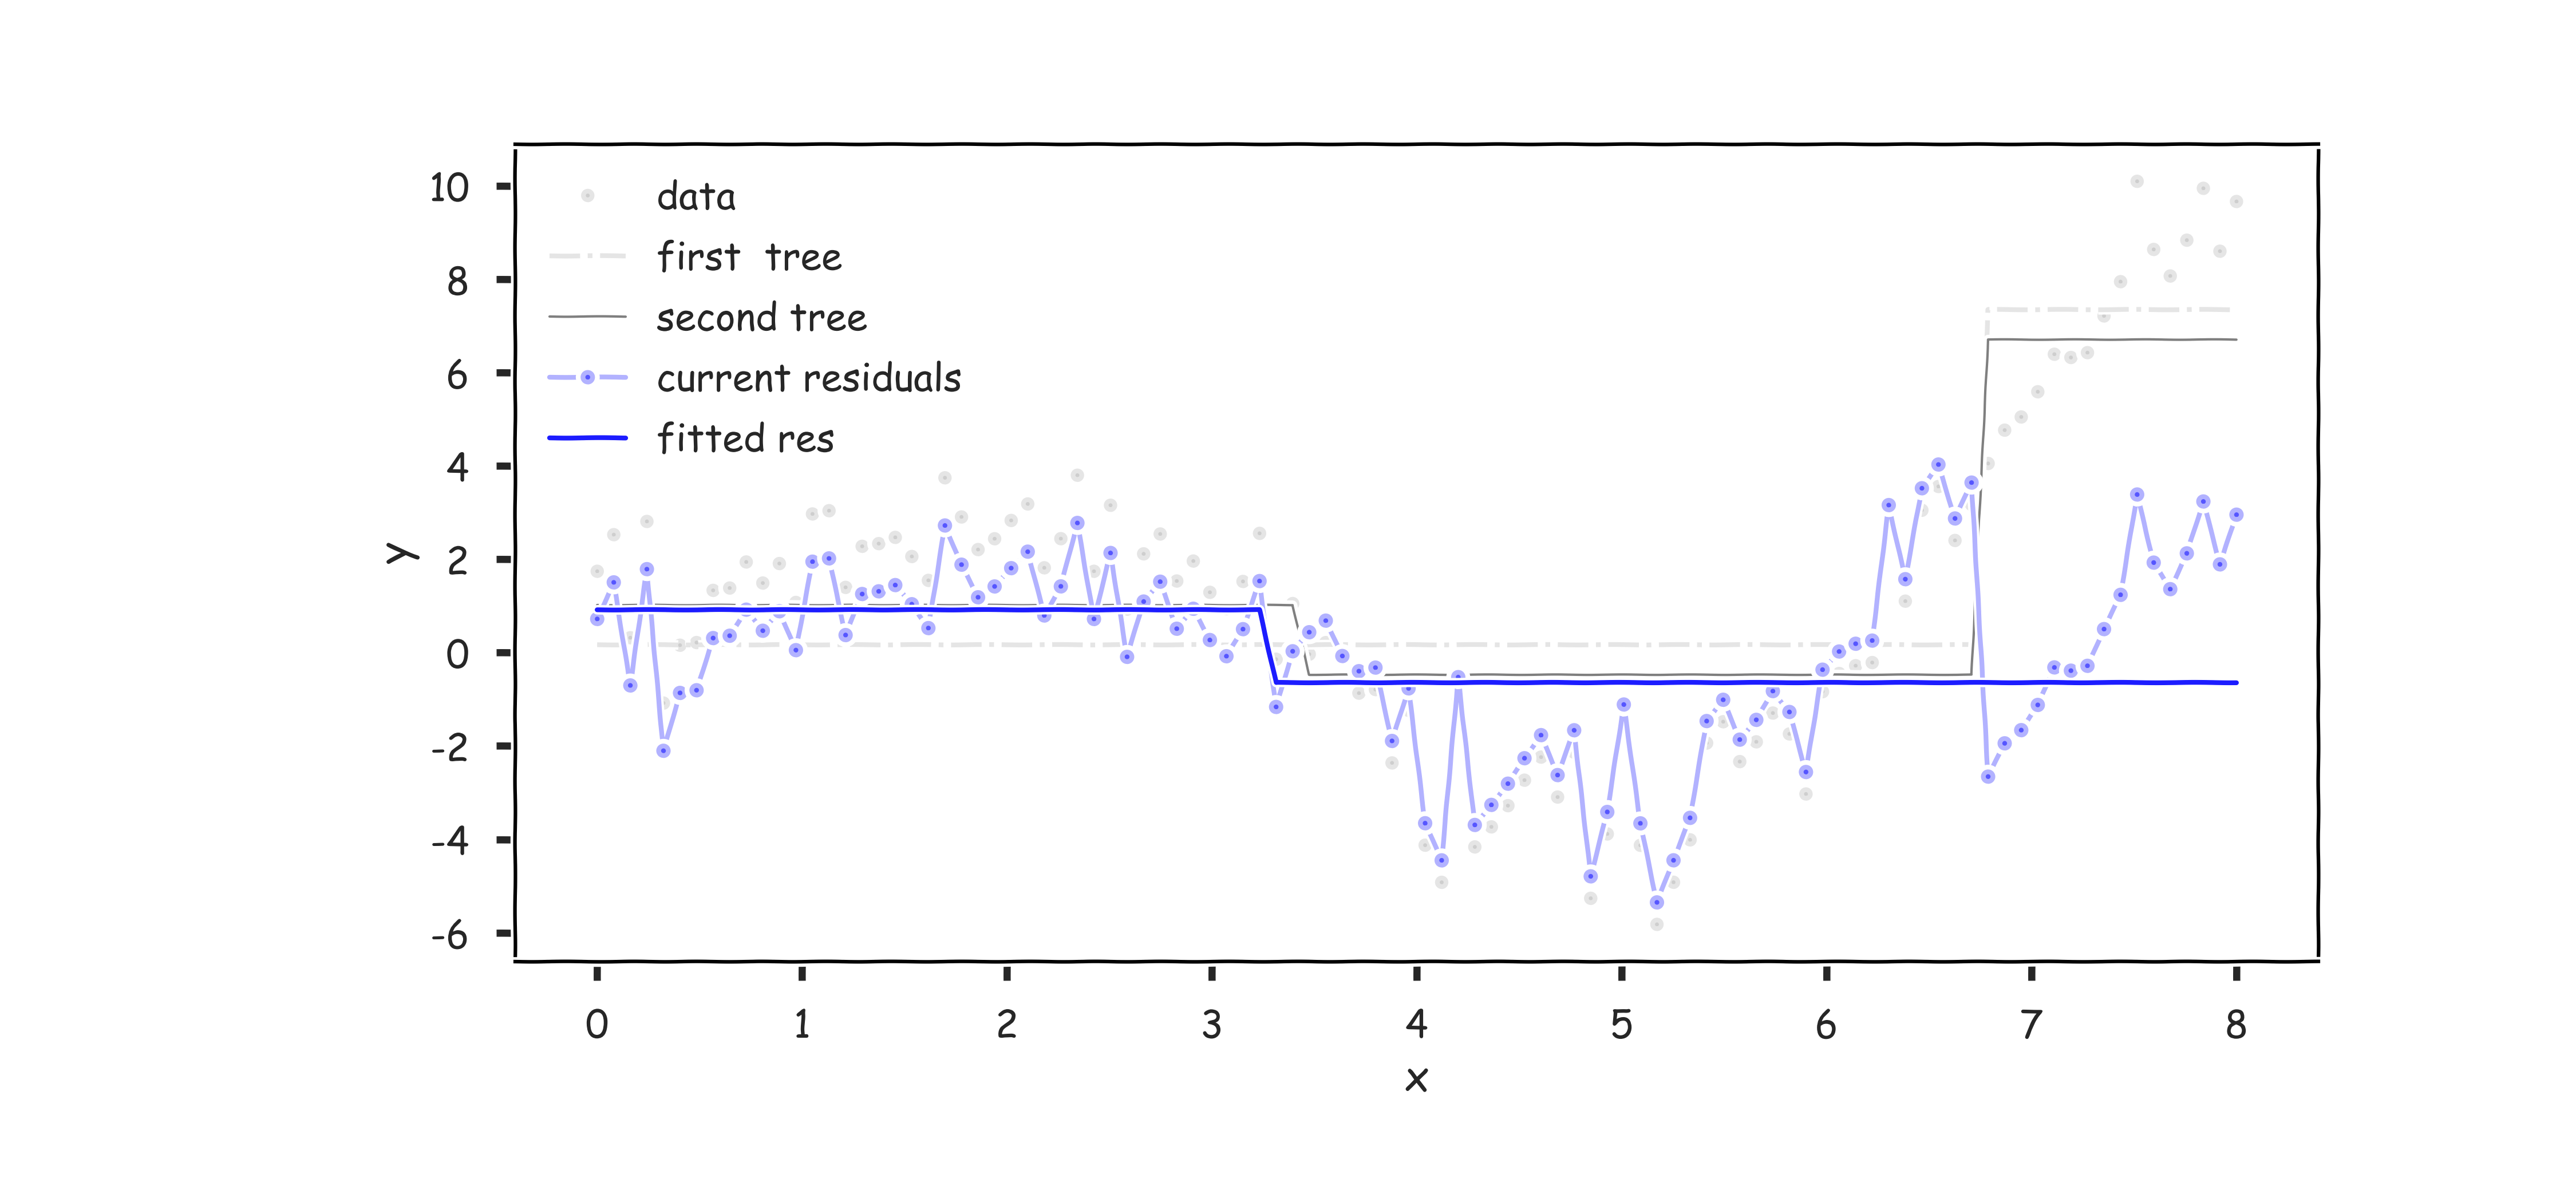 10
8
6
4
2
0
-2
-4
-6
y
data
first tree
second tree
current residuals
fitted res
0 1 2 3 4 5 6 7 8
x